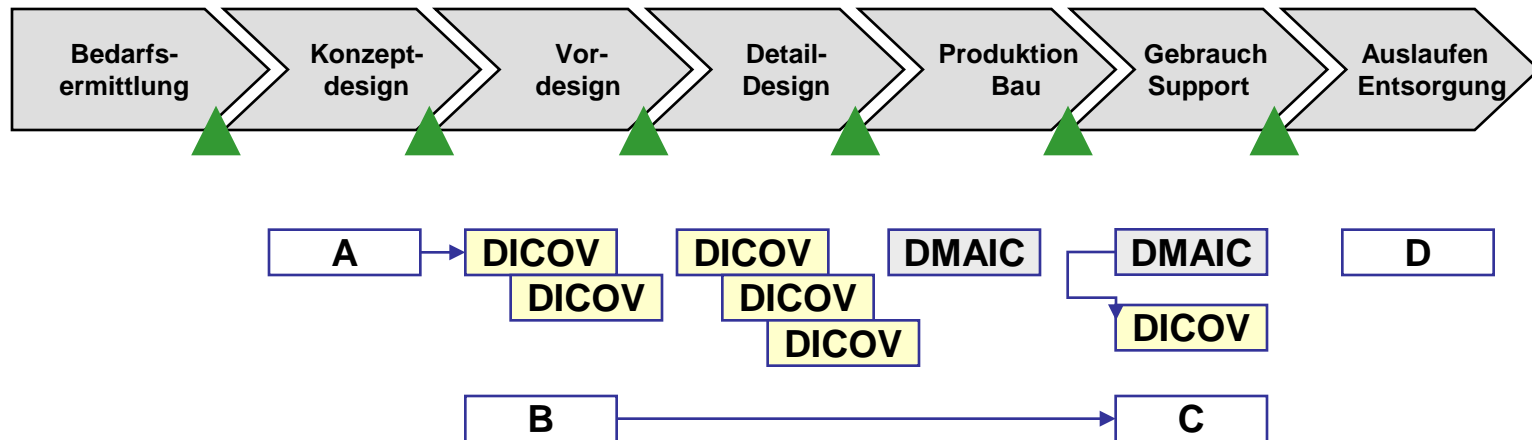 Bedarfs-
ermittlung
Konzept-
design
Vor-
design
Detail-
Design
Produktion
Bau
Gebrauch
Support
Auslaufen
Entsorgung
A
DICOV
DICOV
DMAIC
DMAIC
D
DICOV
DICOV
DICOV
DICOV
B
C